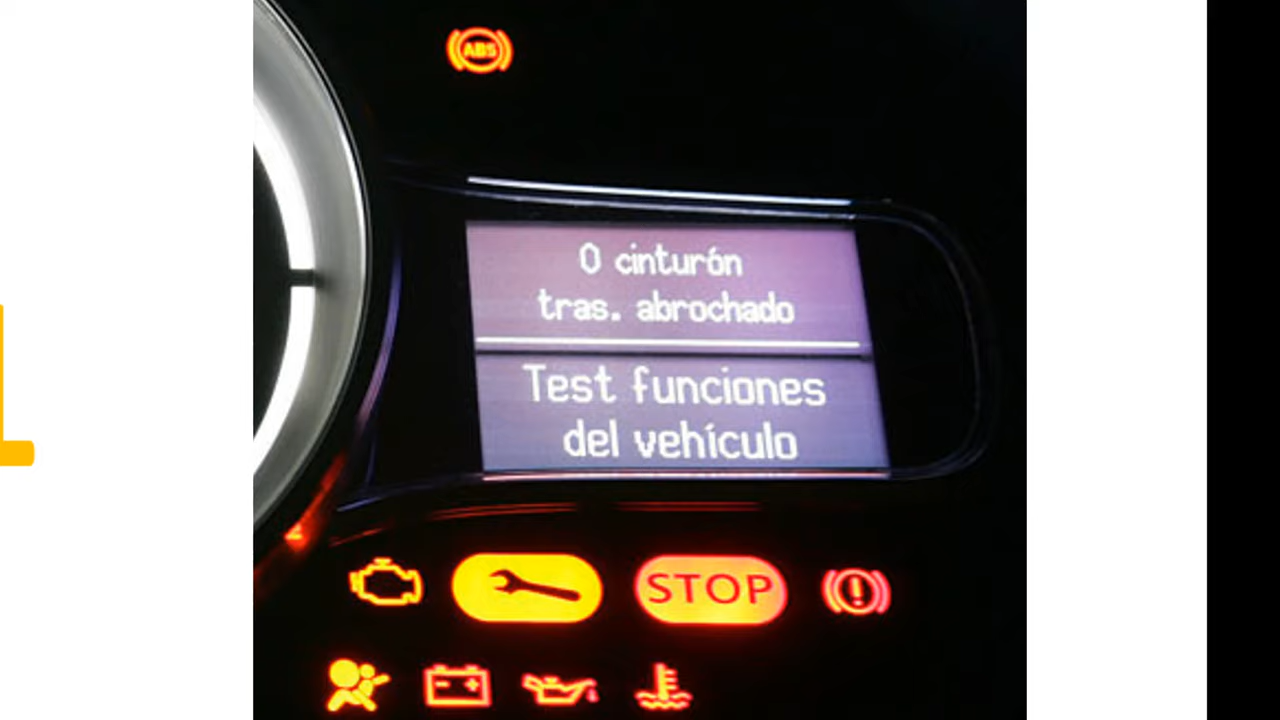 ABS
0 cinturón
tras. abrochado
Test funciones
del vehículo
STOP